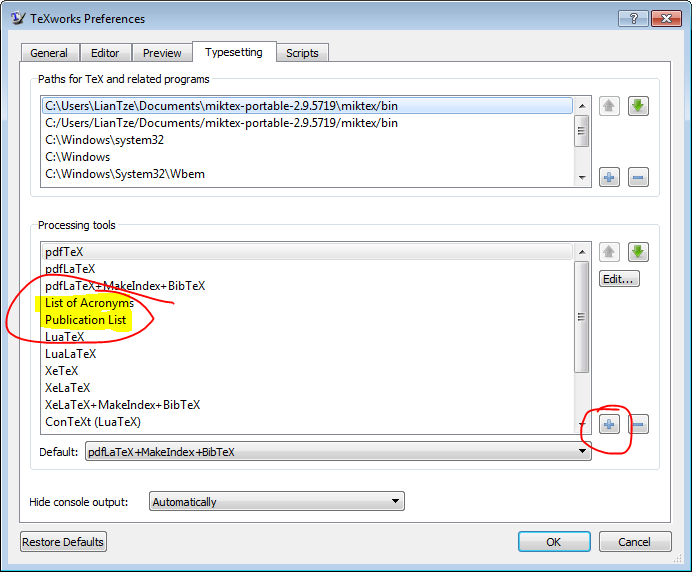 TeXworks Preferences
General Editor Preview Typesetting Scripts
Paths for TeX and related programs
C:\Users\LianTze\Documents\miktex-portable-2.9.5719\miktex/bin
C:/Users/LianTze/Documents/miktex-portable-2.9.5719/miktex/bin
C:\Windows\system32
C:\Windows
C:\Windows\System32\Wbem
Processing tools
pdfTeX
pdfLaTeX
Edit...
pdfLaTeX+MakeIndex+BibTeX
List of Acronyms
Publication List
LuaTeX
LuaLaTeX
XeTeX
XeLaTeX
XeLaTeX+MakeIndex+BibTeX
ConTeXt (LuaTeX)
Default: pdfLaTeX+MakeIndex+BibTeX
Hide console output: Automatically
Restore Defaults OK Cancel